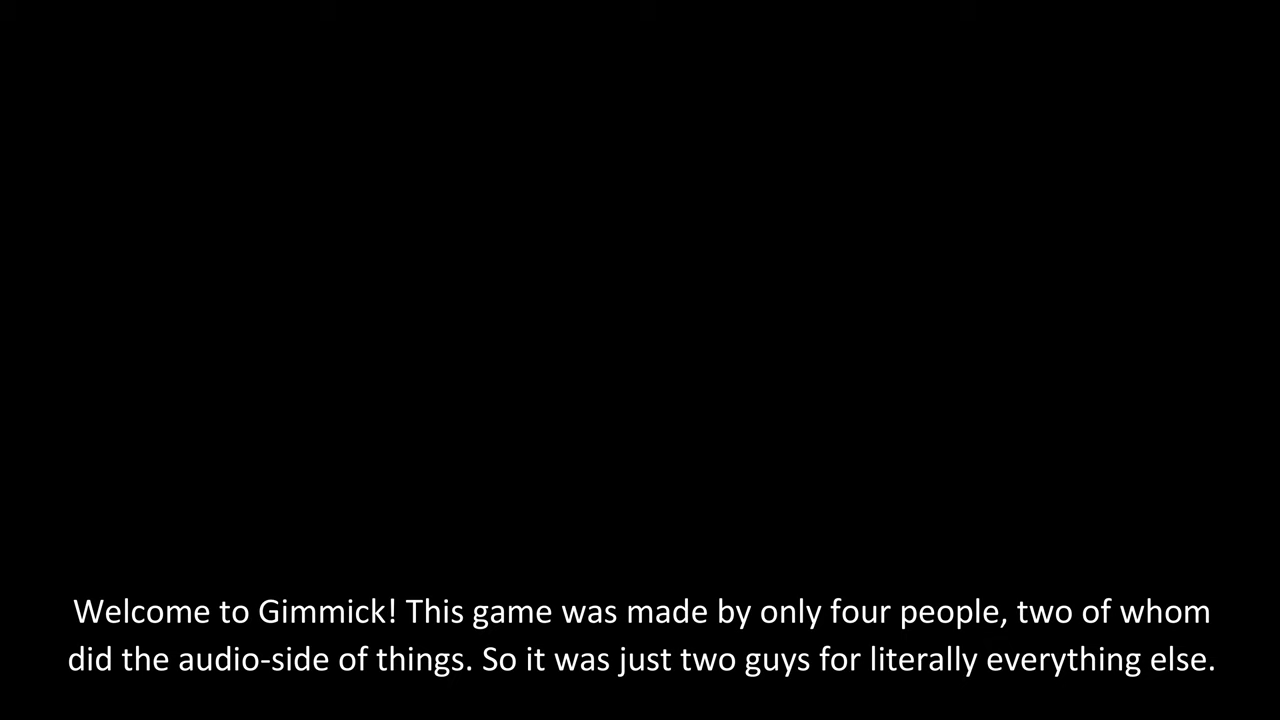 Welcome to Gimmick! This game was made by only four people, two of whom
did the audio-side of things. So it was just two guys for literally everything else.